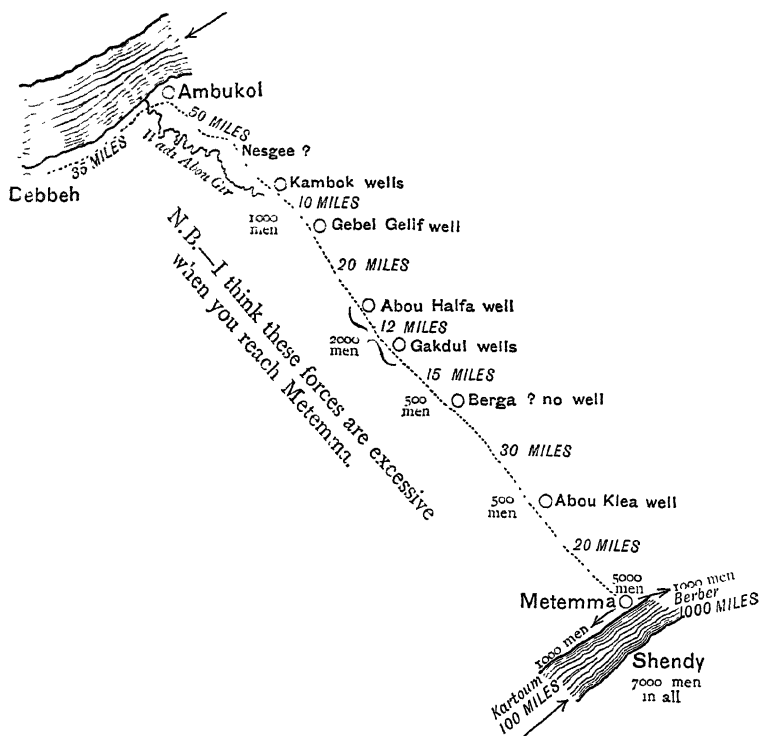 Ambukol
50 MILES
Nesgee ?
35 MILES
Wadi Abou Gir
Debbeh
Kambok wells
10 MILES
1000
men
Gebel Gelif well
20 MILES
N.B.—I think these forces are excessive
when you reach Metemma.
Abou Halfa well
12 MILES
2000
men
Gakdul wells
15 MILES
500
men
Berga ? no well
30 MILES
500
men
Abou Klea well
20 MILES
5000
men
1000 men
Metemma
Berber
1000 MILES
1000 men
Shendy
7000 men
in all
Kartoum
100 MILES